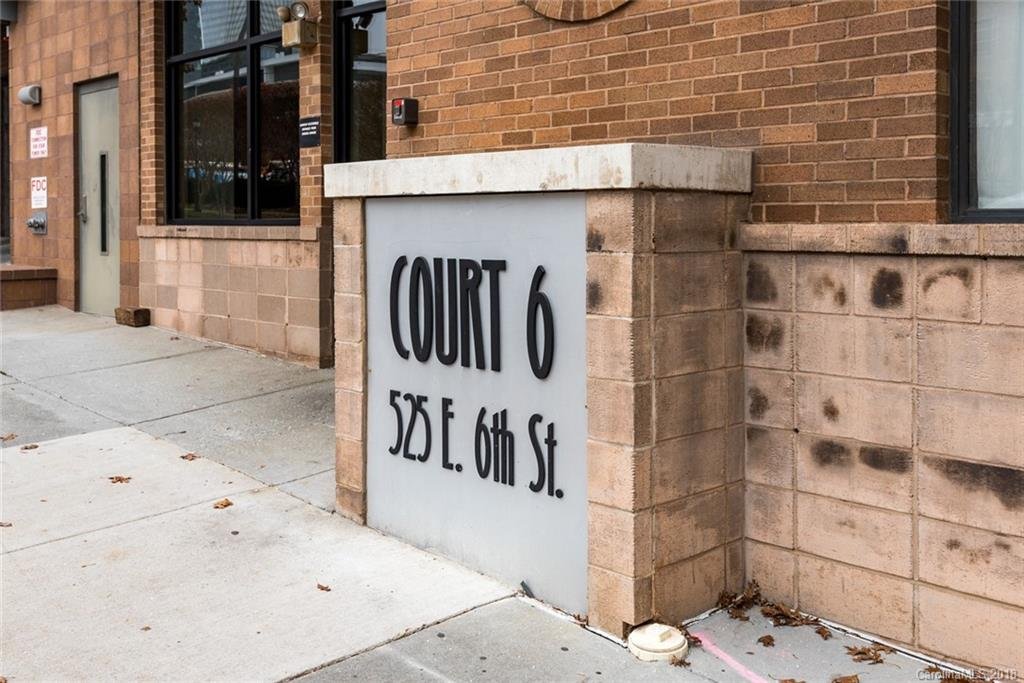 COURT 6
525 E. 6th St.
FDC
CarolinaMLS 2018